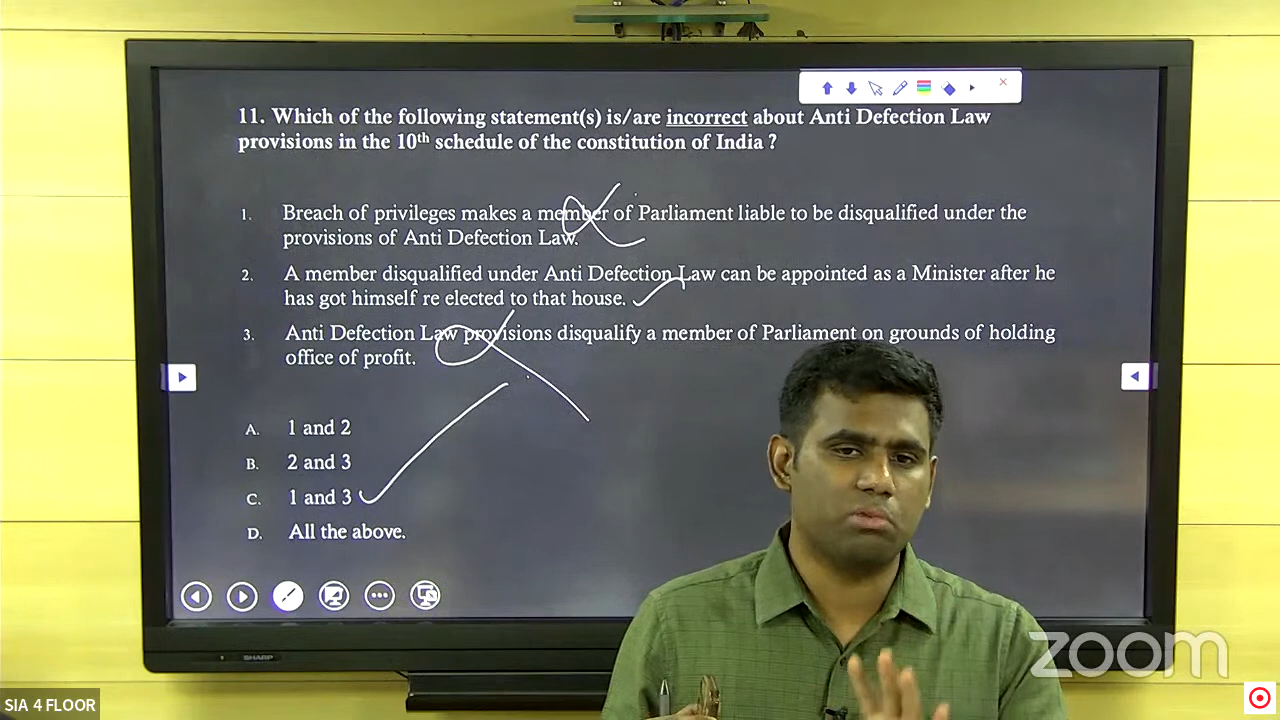 11. Which of the following statement(s) is/are incorrect about Anti Defection Law
provisions in the 10th schedule of the constitution of India ?
1. Breach of privileges makes a member of Parliament liable to be disqualified under the
provisions of Anti Defection Law.
2. A member disqualified under Anti Defection Law can be appointed as a Minister after he
has got himself re elected to that house.
3. Anti Defection Law provisions disqualify a member of Parliament on grounds of holding
office of profit.
A. 1 and 2
B. 2 and 3
C. 1 and 3
D. All the above.
SHARP
zoom
SIA 4 FLOOR